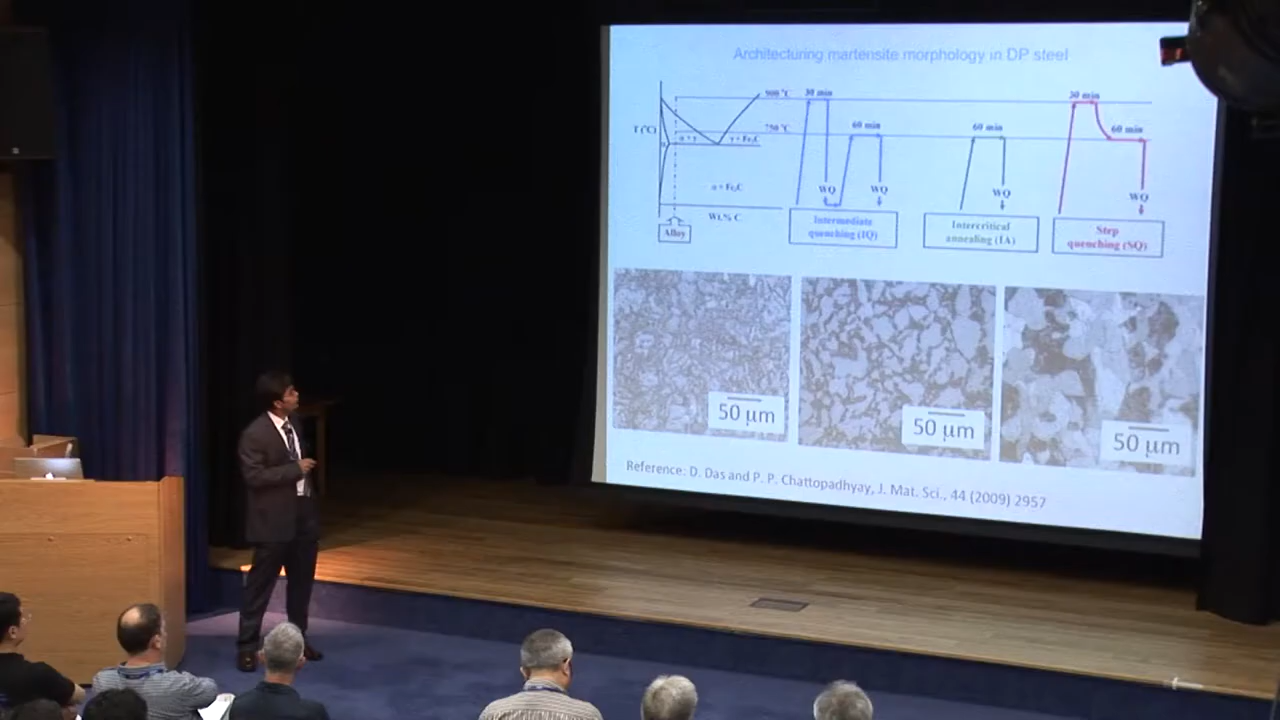 Architecturing martensite morphology in DP steel
900 °C
30 min
30 min
T (°C)
750 °C
60 min
60 min
60 min
α + γ
γ + Fe₃C
α + Fe₃C
WQ
WQ
WQ
WQ
Wt.% C
Alloy
Intermediate
quenching (IQ)
Intercritical
annealing (IA)
Step
quenching (SQ)
50 µm
50 µm
50 µm
Reference: D. Das and P. P. Chattopadhyay, J. Mat. Sci., 44 (2009) 2957